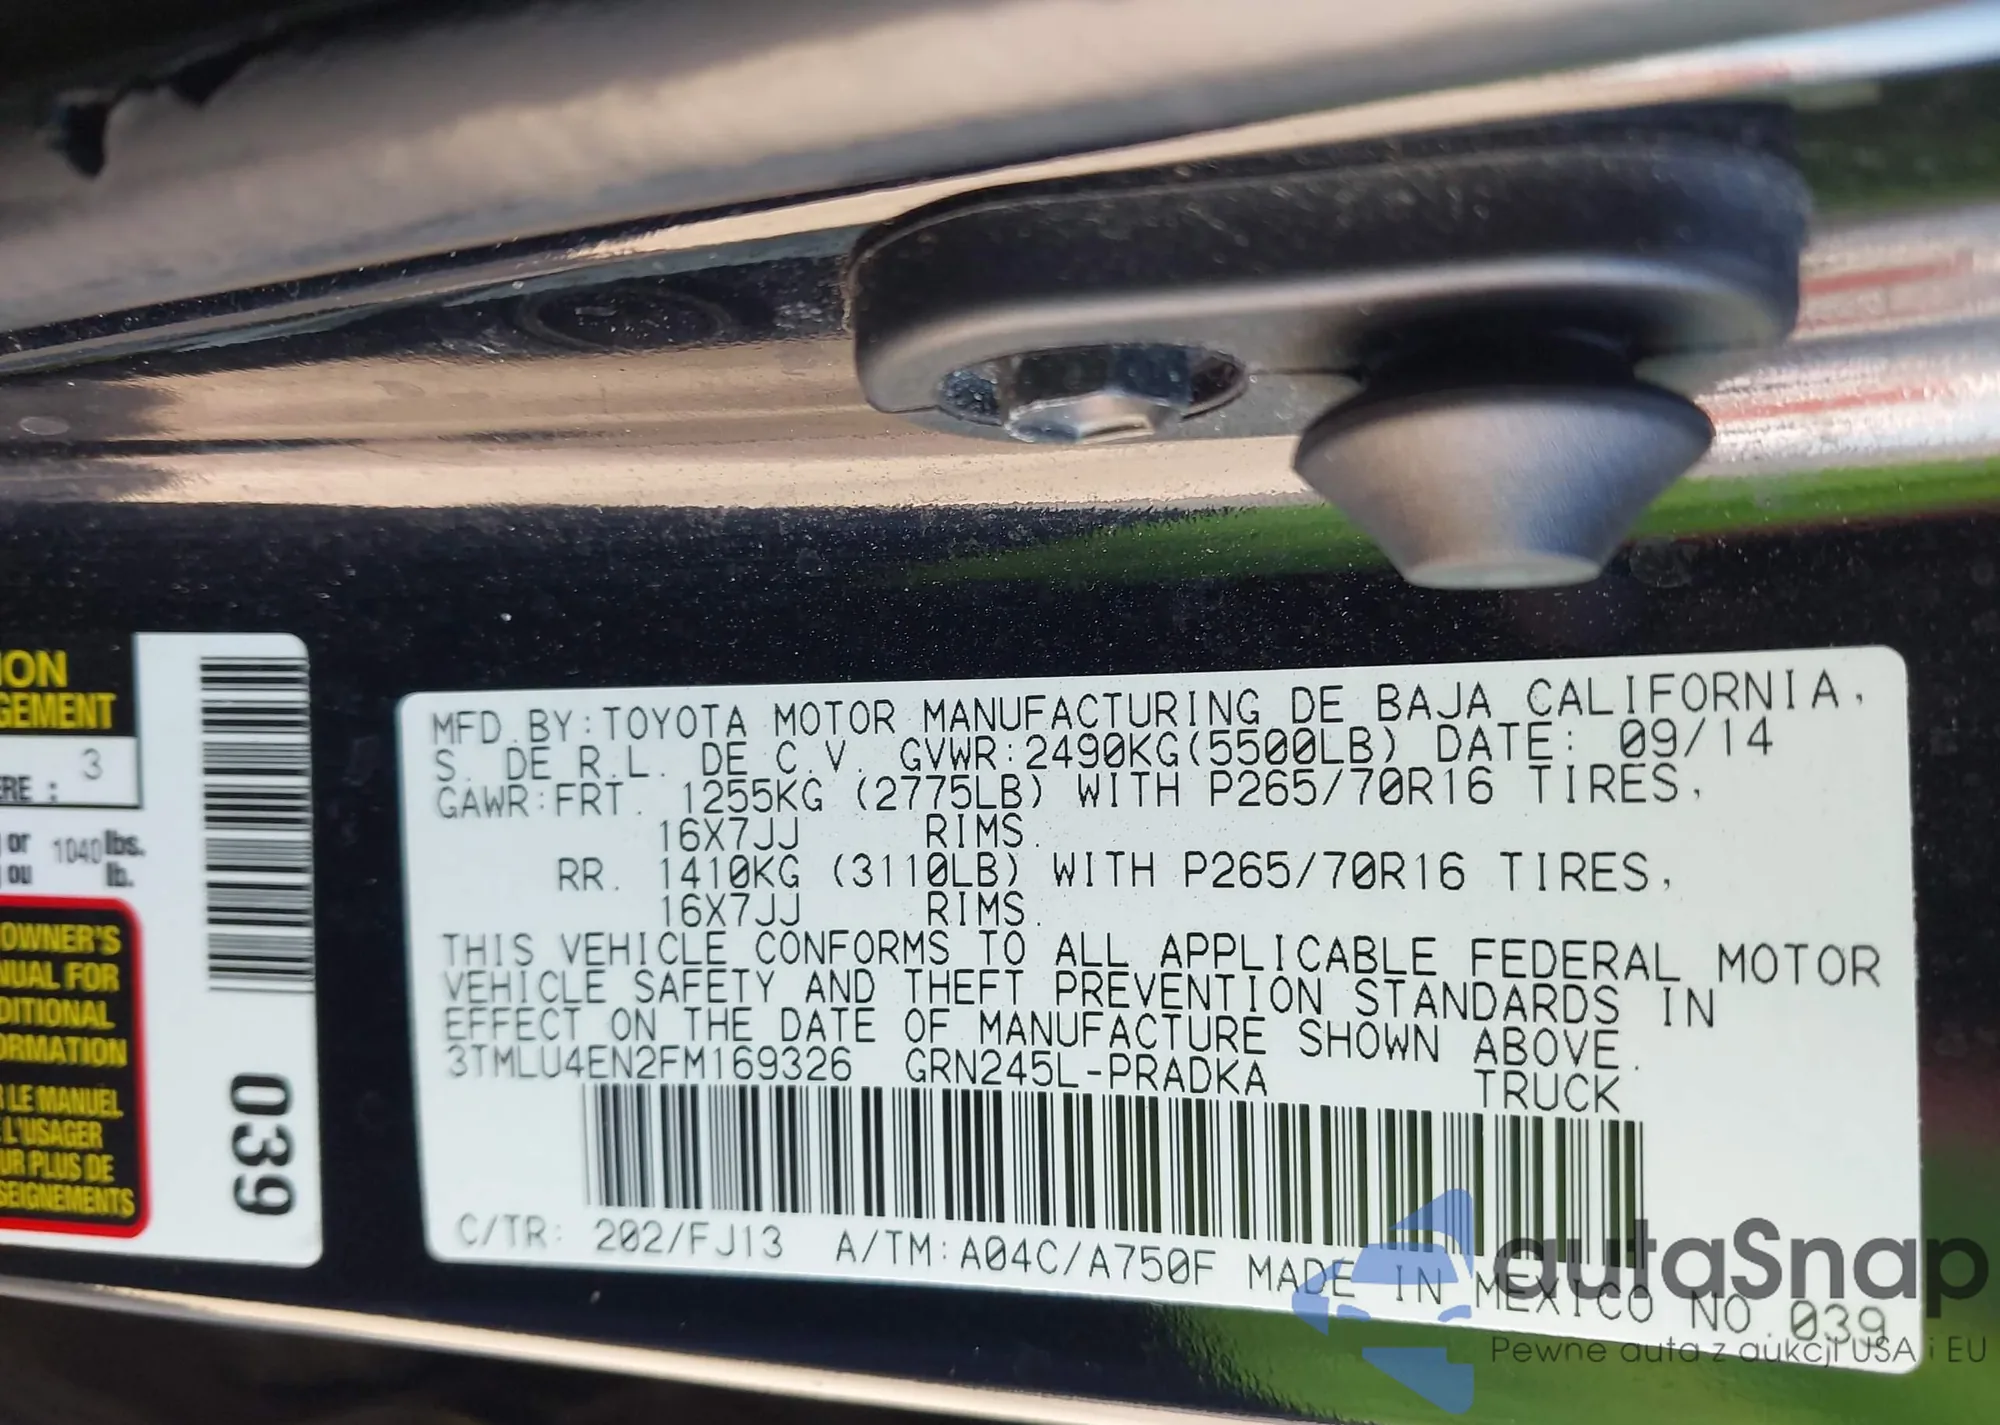 ION
GEMENT
ERE : 3
or 1040 lbs.
ou lb.
OWNER'S
NUAL FOR
DITIONAL
ORMATION
R LE MANUEL
L'USAGER
UR PLUS DE
SEIGNEMENTS
039
MFD.BY:TOYOTA MOTOR MANUFACTURING DE BAJA CALIFORNIA,
S. DE R.L. DE C.V. GVWR:2490KG(5500LB) DATE: 09/14
GAWR:FRT. 1255KG (2775LB) WITH P265/70R16 TIRES,
16X7JJ RIMS.
RR. 1410KG (3110LB) WITH P265/70R16 TIRES,
16X7JJ RIMS.
THIS VEHICLE CONFORMS TO ALL APPLICABLE FEDERAL MOTOR
VEHICLE SAFETY AND THEFT PREVENTION STANDARDS IN
EFFECT ON THE DATE OF MANUFACTURE SHOWN ABOVE.
3TMLU4EN2FM169326 GRN245L-PRADKA TRUCK
C/TR: 202/FJ13 A/TM:A04C/A750F MADE IN MEXICO NO.039
autaSnap
Pewne auta z aukcji USA i EU